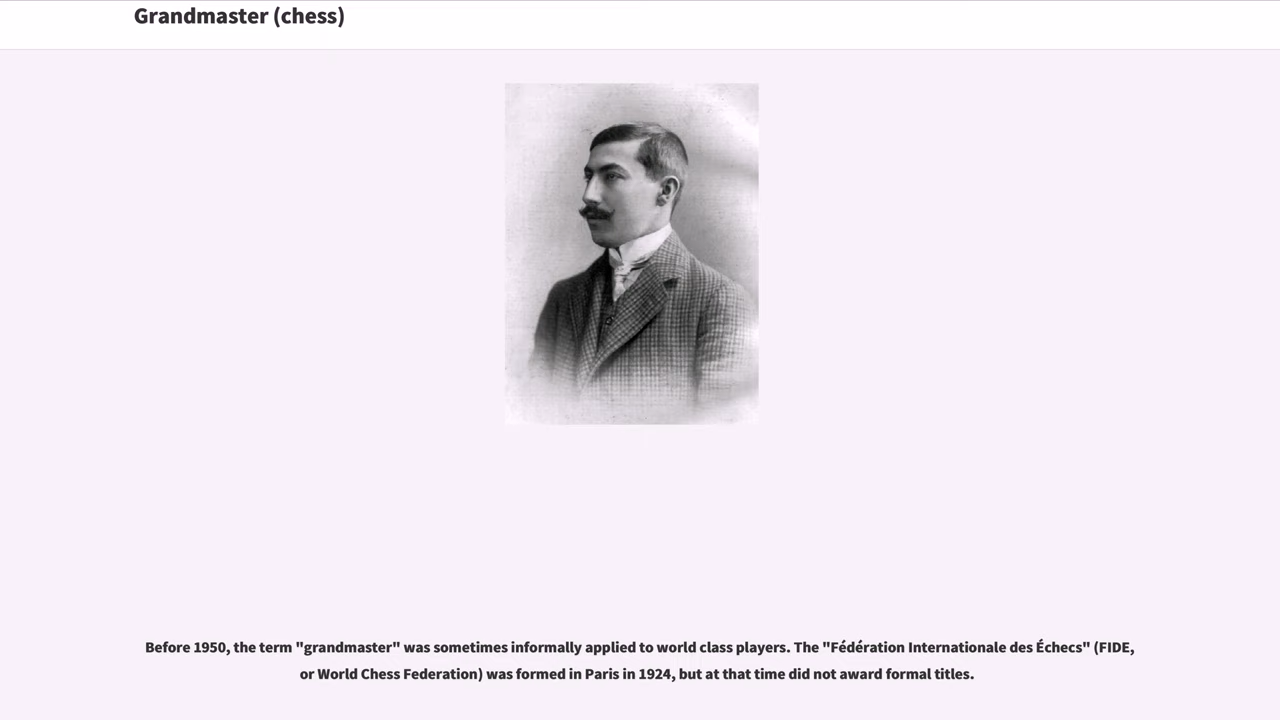 Grandmaster (chess)
Before 1950, the term "grandmaster" was sometimes informally applied to world class players. The "Fédération Internationale des Échecs" (FIDE,
or World Chess Federation) was formed in Paris in 1924, but at that time did not award formal titles.